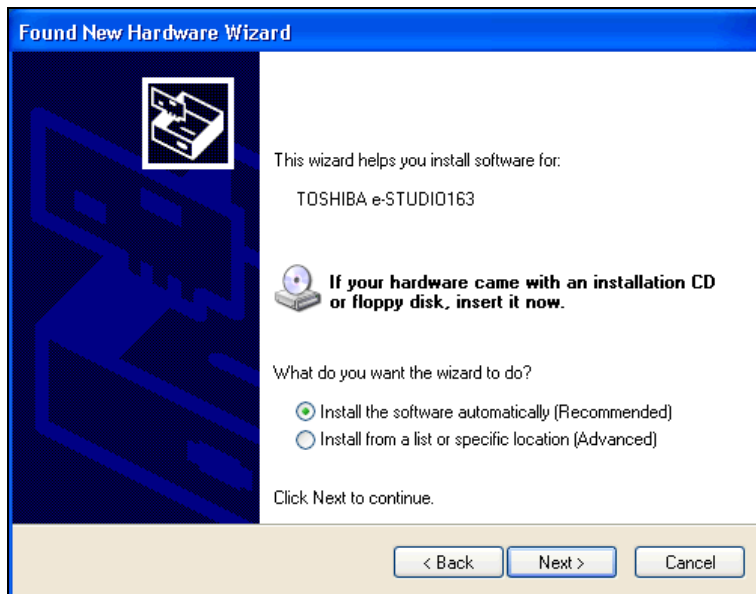 Found New Hardware Wizard
This wizard helps you install software for:
TOSHIBA e-STUDIO163
If your hardware came with an installation CD
or floppy disk, insert it now.
What do you want the wizard to do?
Install the software automatically (Recommended)
Install from a list or specific location (Advanced)
Click Next to continue.
< Back
Next >
Cancel